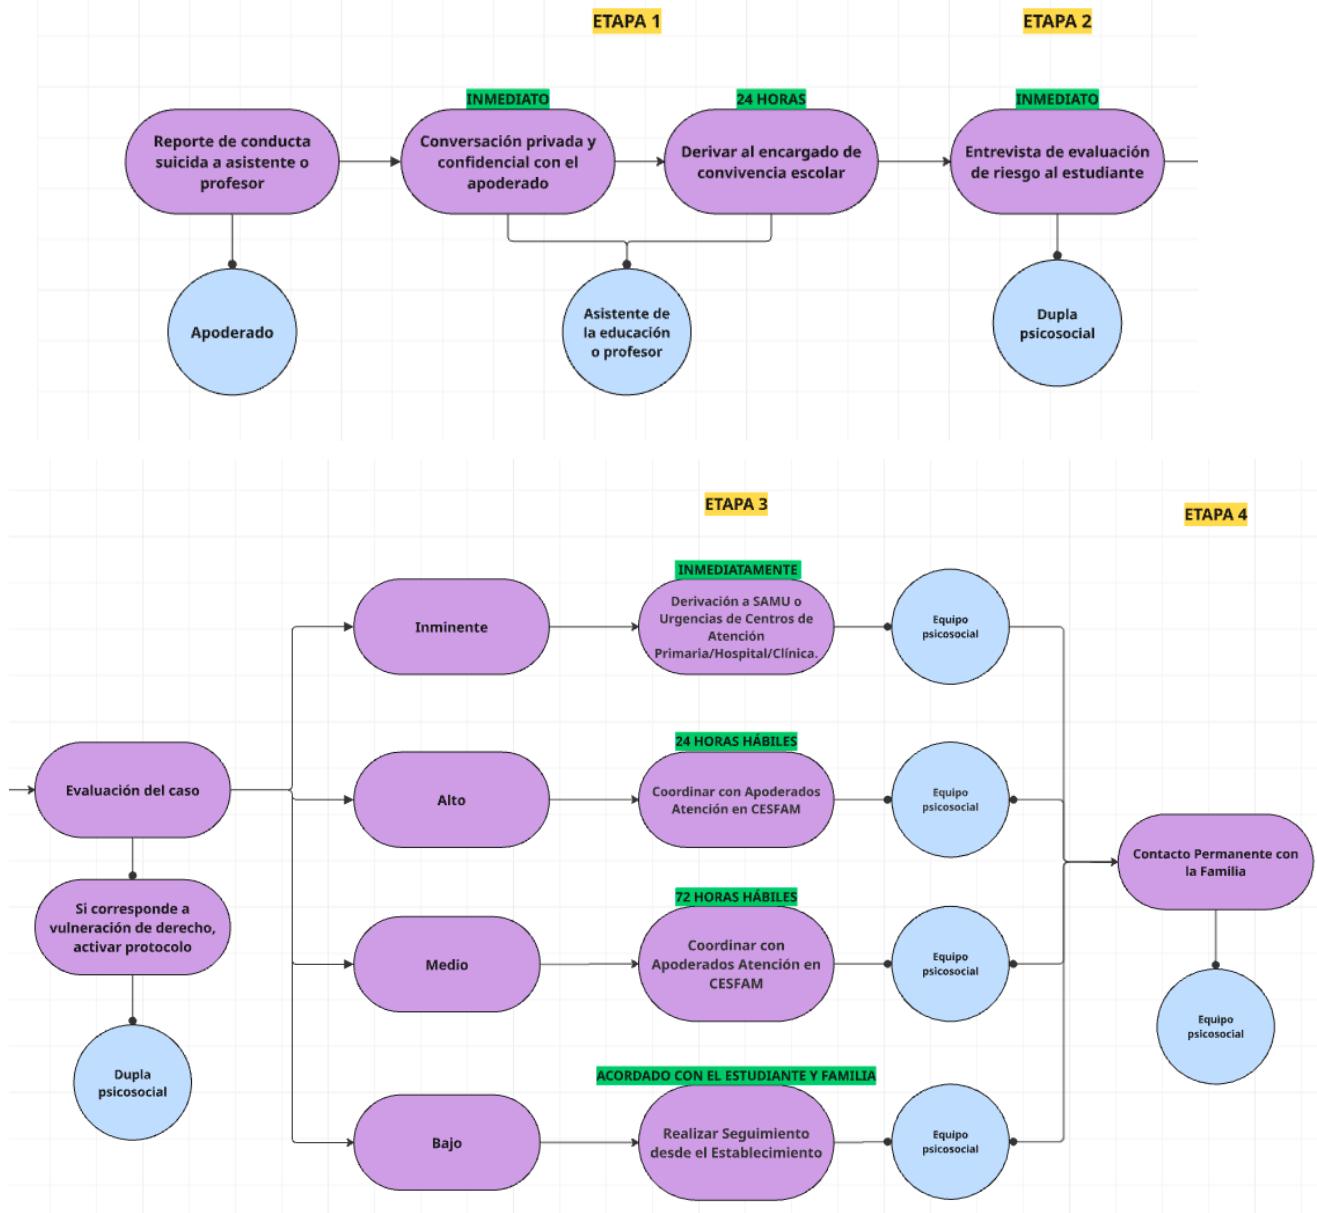 ETAPA 1
ETAPA 2
INMEDIATO
24 HORAS
INMEDIATO
Reporte de conducta
suicida a asistente o
profesor
Conversación privada y
confidencial con el
apoderado
Derivar al encargado de
convivencia escolar
Entrevista de evaluación
de riesgo al estudiante
Apoderado
Asistente de
la educación
o profesor
Dupla
psicosocial
ETAPA 3
ETAPA 4
INMEDIATAMENTE
Inminente
Derivación a SAMU o
Urgencias de Centros de
Atención
Primaria/Hospital/Clínica.
Equipo
psicosocial
24 HORAS HÁBILES
Evaluación del caso
Alto
Coordinar con Apoderados
Atención en CESFAM
Equipo
psicosocial
Contacto Permanente con
la Familia
72 HORAS HÁBILES
Si corresponde a
vulneración de derecho,
activar protocolo
Medio
Coordinar con
Apoderados Atención en
CESFAM
Equipo
psicosocial
Equipo
psicosocial
ACORDADO CON EL ESTUDIANTE Y FAMILIA
Dupla
psicosocial
Bajo
Realizar Seguimiento
desde el Establecimiento
Equipo
psicosocial